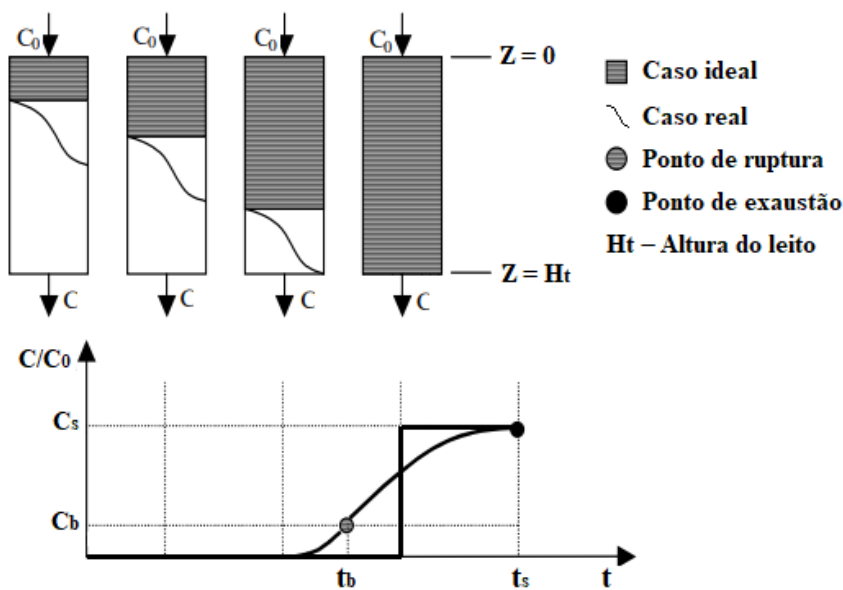 C₀ C₀ C₀ C₀
Z = 0
Caso ideal
Caso real
Ponto de ruptura
Ponto de exaustão
Ht – Altura do leito
Z = Ht
C C C C
C/C₀
Cs
Cb
tb ts t